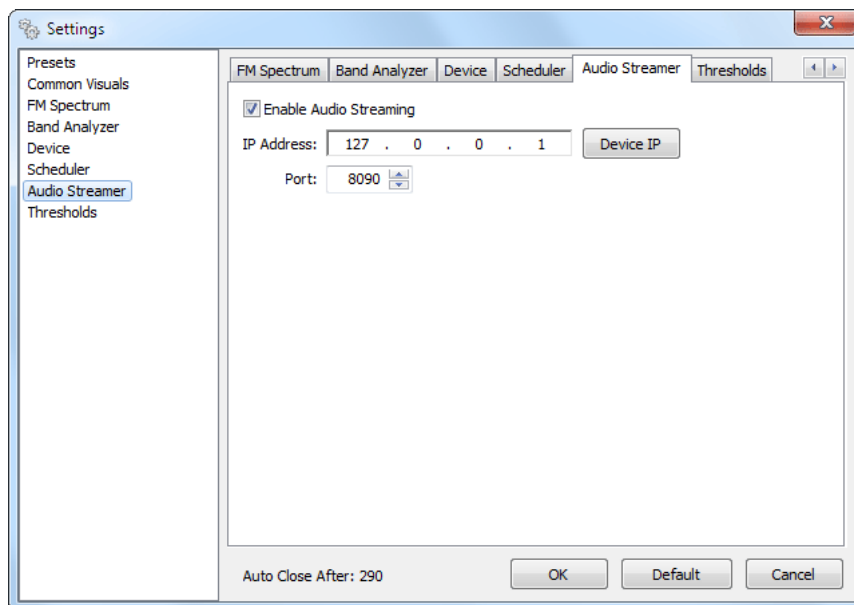 Settings
Presets
Common Visuals
FM Spectrum
Band Analyzer
Device
Scheduler
Audio Streamer
Thresholds
FM Spectrum Band Analyzer Device Scheduler Audio Streamer Thresholds
Enable Audio Streaming
IP Address: 127 . 0 . 0 . 1 Device IP
Port: 8090
Auto Close After: 290 OK Default Cancel